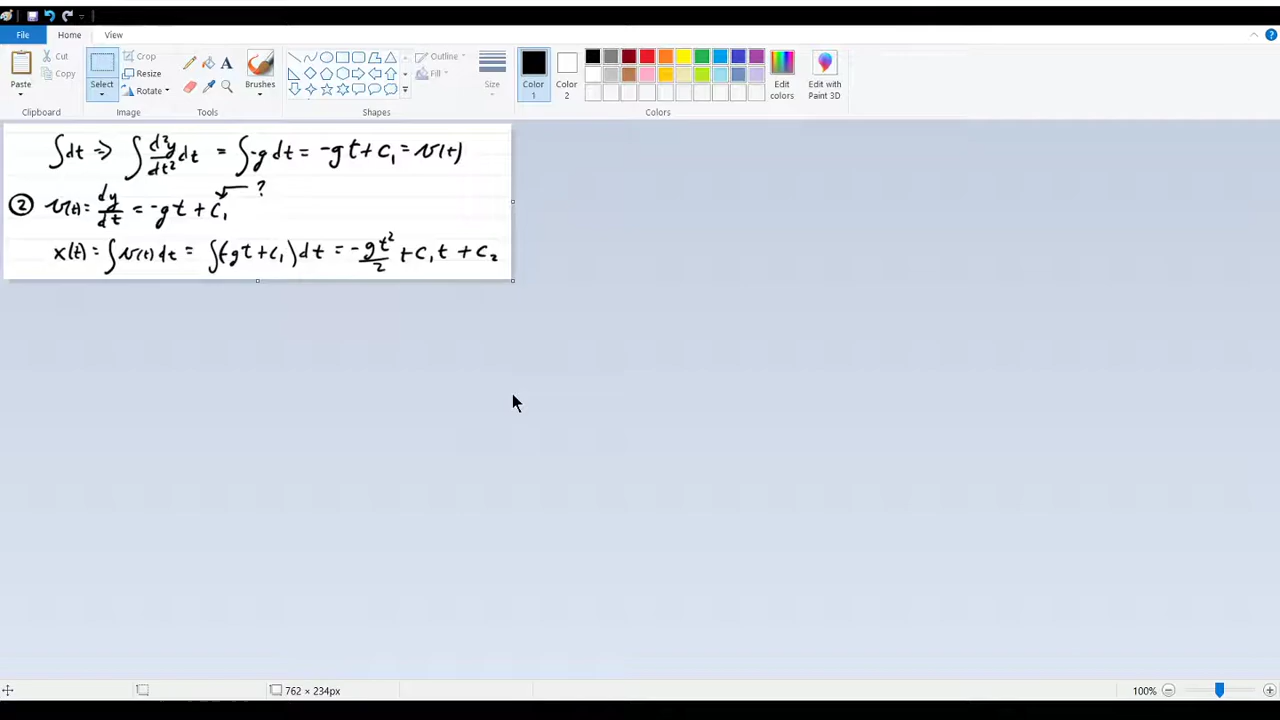 File Home View
Paste Cut Copy Clipboard
Select Crop Resize Rotate Image
Tools
Brushes
Outline Fill Shapes
Size
Color 1
Color 2
Colors
Edit colors
Edit with Paint 3D
∫dt ⇒ ∫ d²y/dt² dt = ∫-g dt = -gt + C₁ = v(t)
② v(t) = dy/dt = -gt + C₁ ?
x(t) = ∫v(t)dt = ∫(-gt+C₁)dt = -gt²/2 + C₁t + C₂
762 × 234px
100%